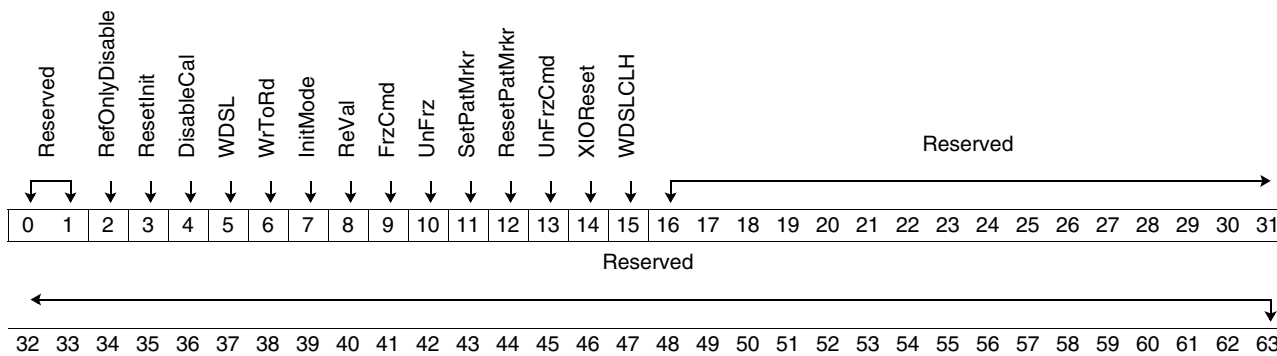 Reserved
RefOnlyDisable
ResetInit
DisableCal
WDSL
WrToRd
InitMode
ReVal
FrzCmd
UnFrz
SetPatMrkr
ResetPatMrkr
UnFrzCmd
XIOReset
WDSLCLH
Reserved
0 1 2 3 4 5 6 7 8 9 10 11 12 13 14 15 16 17 18 19 20 21 22 23 24 25 26 27 28 29 30 31
Reserved
32 33 34 35 36 37 38 39 40 41 42 43 44 45 46 47 48 49 50 51 52 53 54 55 56 57 58 59 60 61 62 63